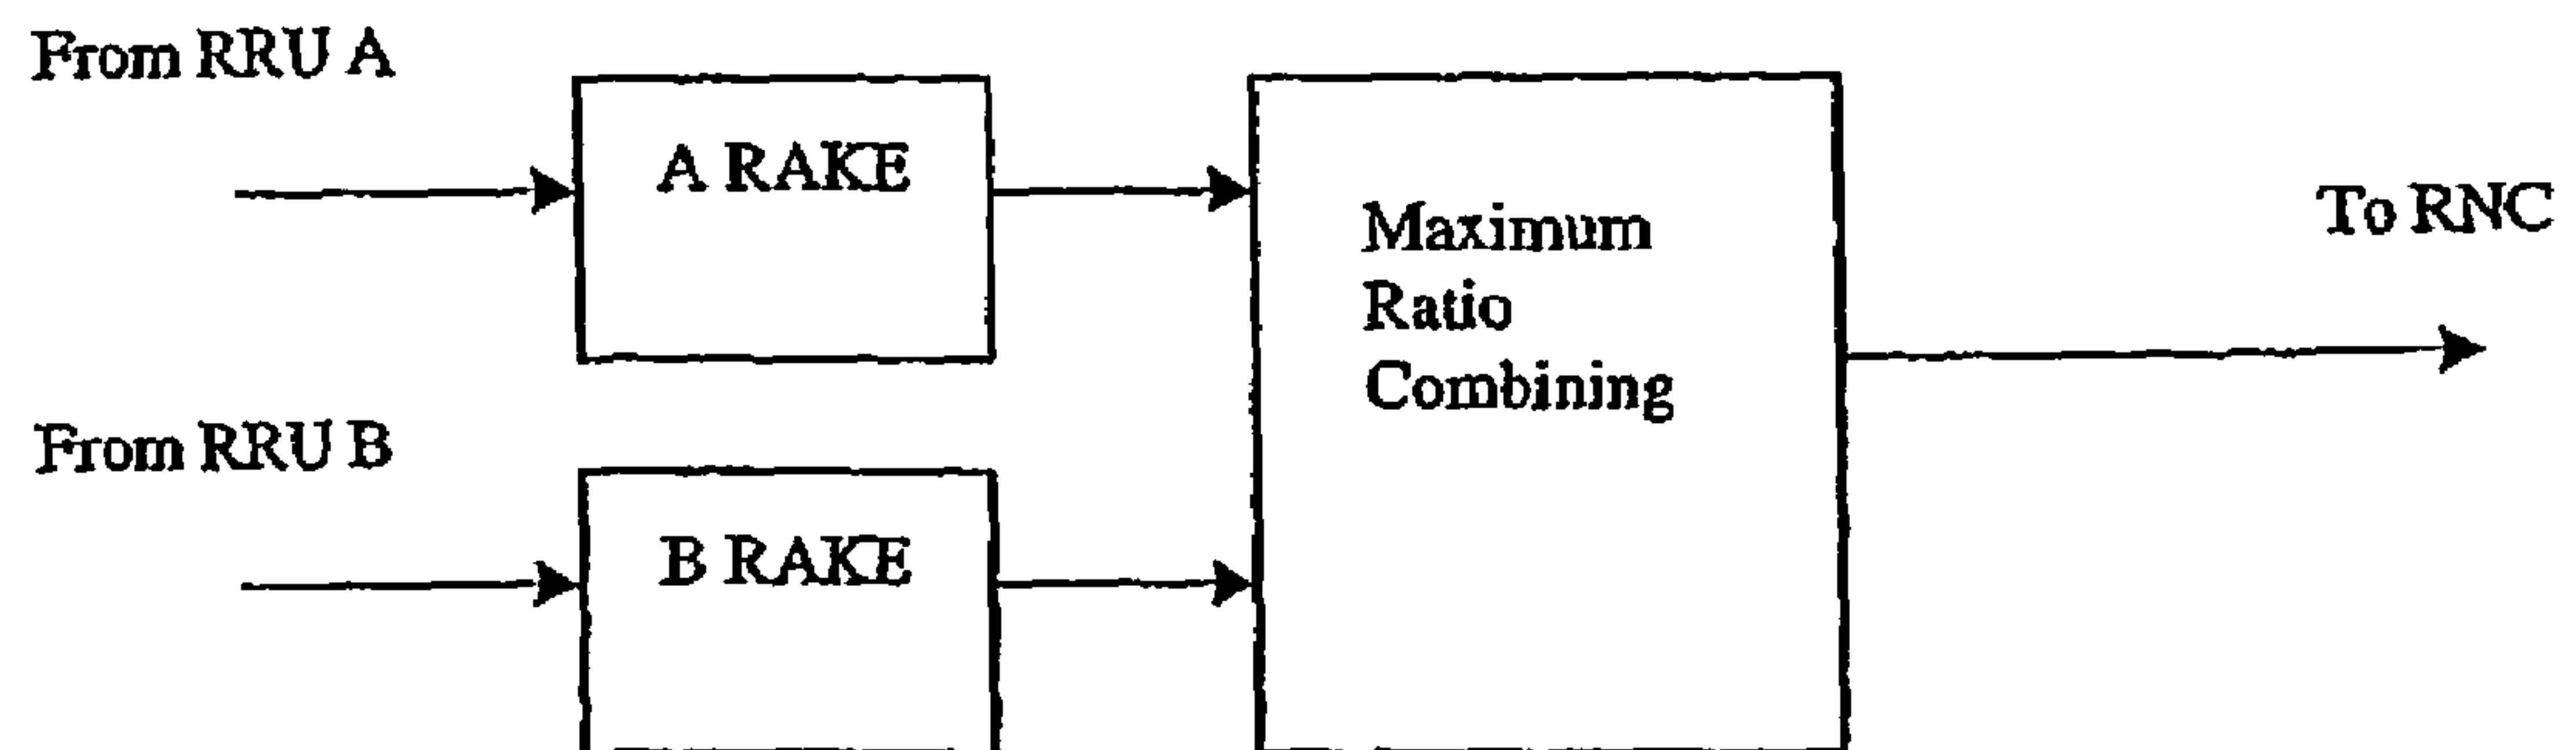 From RRU A
A RAKE
Maximum
Ratio
Combining
To RNC
From RRU B
B RAKE